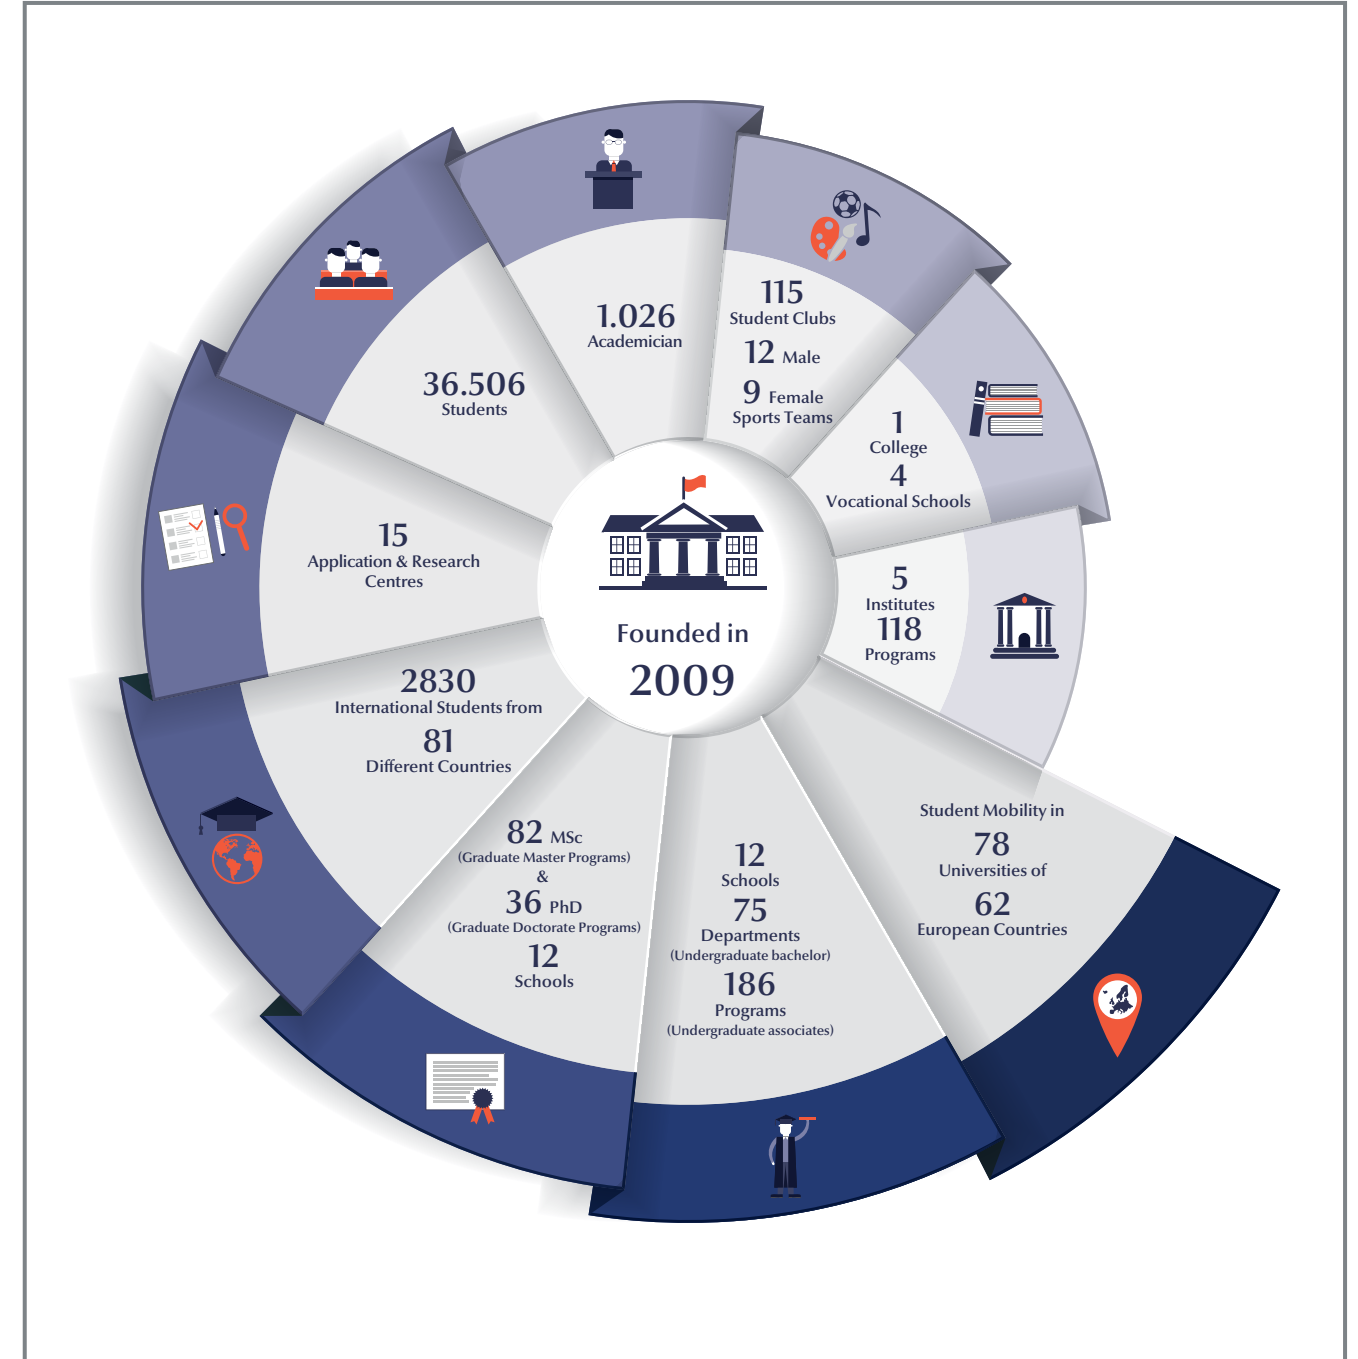 1.026
Academician
115
Student Clubs
12 Male
9 Female
Sports Teams
1
College
4
Vocational Schools
5
Institutes
118
Programs
Student Mobility in
78
Universities of
62
European Countries
12
Schools
75
Departments
(Undergraduate bachelor)
186
Programs
(Undergraduate associates)
82 MSc
(Graduate Master Programs)
&
36 PhD
(Graduate Doctorate Programs)
12
Schools
2830
International Students from
81
Different Countries
15
Application & Research
Centres
36.506
Students
Founded in
2009